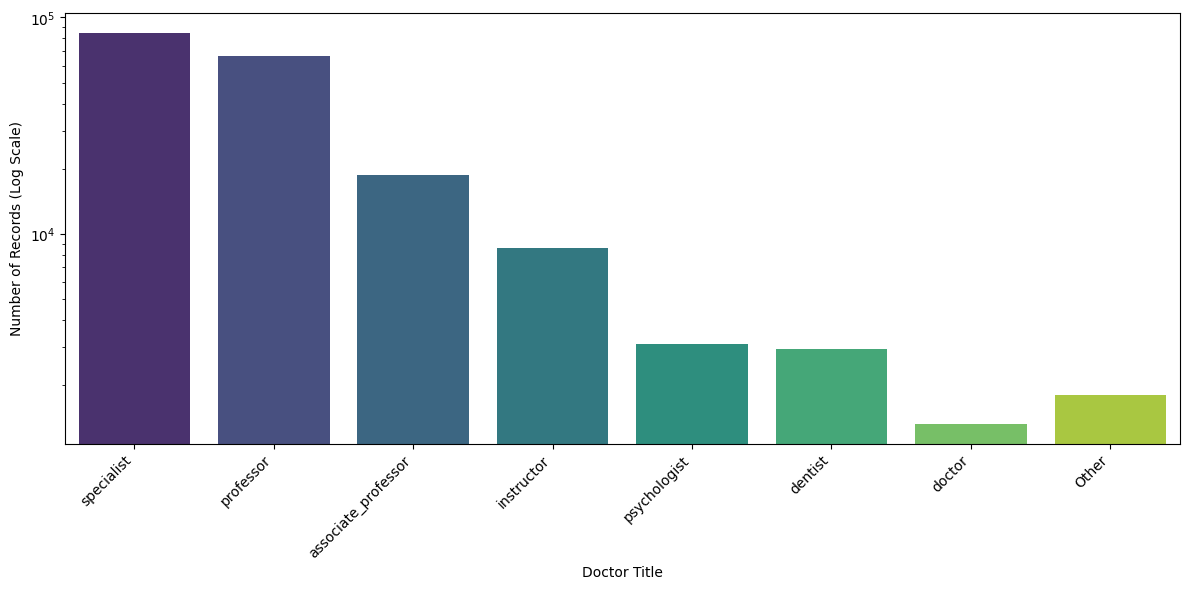 10^5
10^4
Number of Records (Log Scale)
specialist
professor
associate_professor
instructor
psychologist
dentist
doctor
Other
Doctor Title